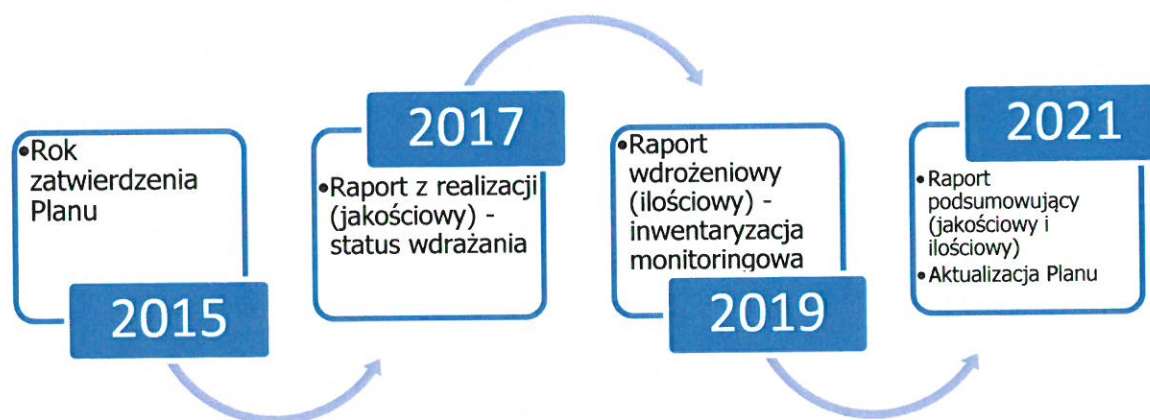 •Rok
zatwierdzenia
Planu
2015
2017
•Raport z realizacji
(jakościowy) -
status wdrażania
•Raport
wdrożeniowy
(ilościowy) -
inwentaryzacja
monitoringowa
2019
2021
•Raport
podsumowujący
(jakościowy i
ilościowy)
•Aktualizacja Planu